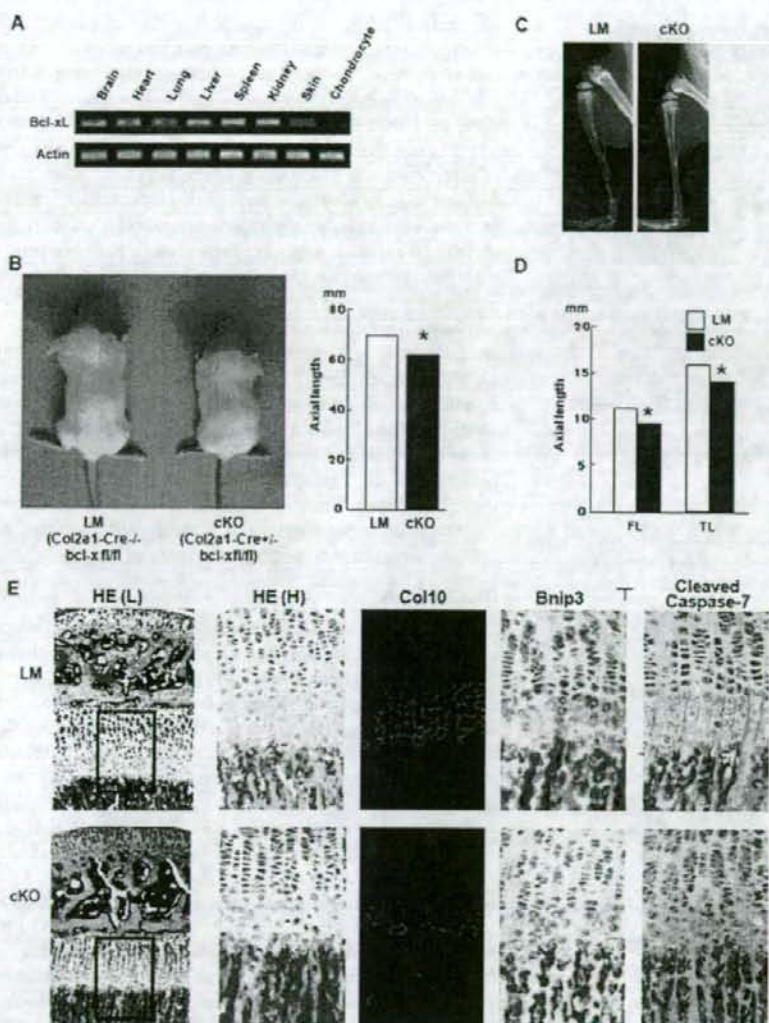 A
Brain Heart Lung Liver Spleen Kidney Skin Chondrocyte
Bcl-xL
Actin
B
LM
(Col2a1-Cre-/-
bcl-xfl/fl)
cKO
(Col2a1-Cre+/-
bcl-xfl/fl)
mm
80
60
40
20
0
Axial length
*
LM cKO
C
LM cKO
D
mm
20
15
10
5
0
Axial length
LM
cKO
*
*
FL TL
E
HE (L) HE (H) Col10 Bnip3 Cleaved
Caspase-7
LM
cKO